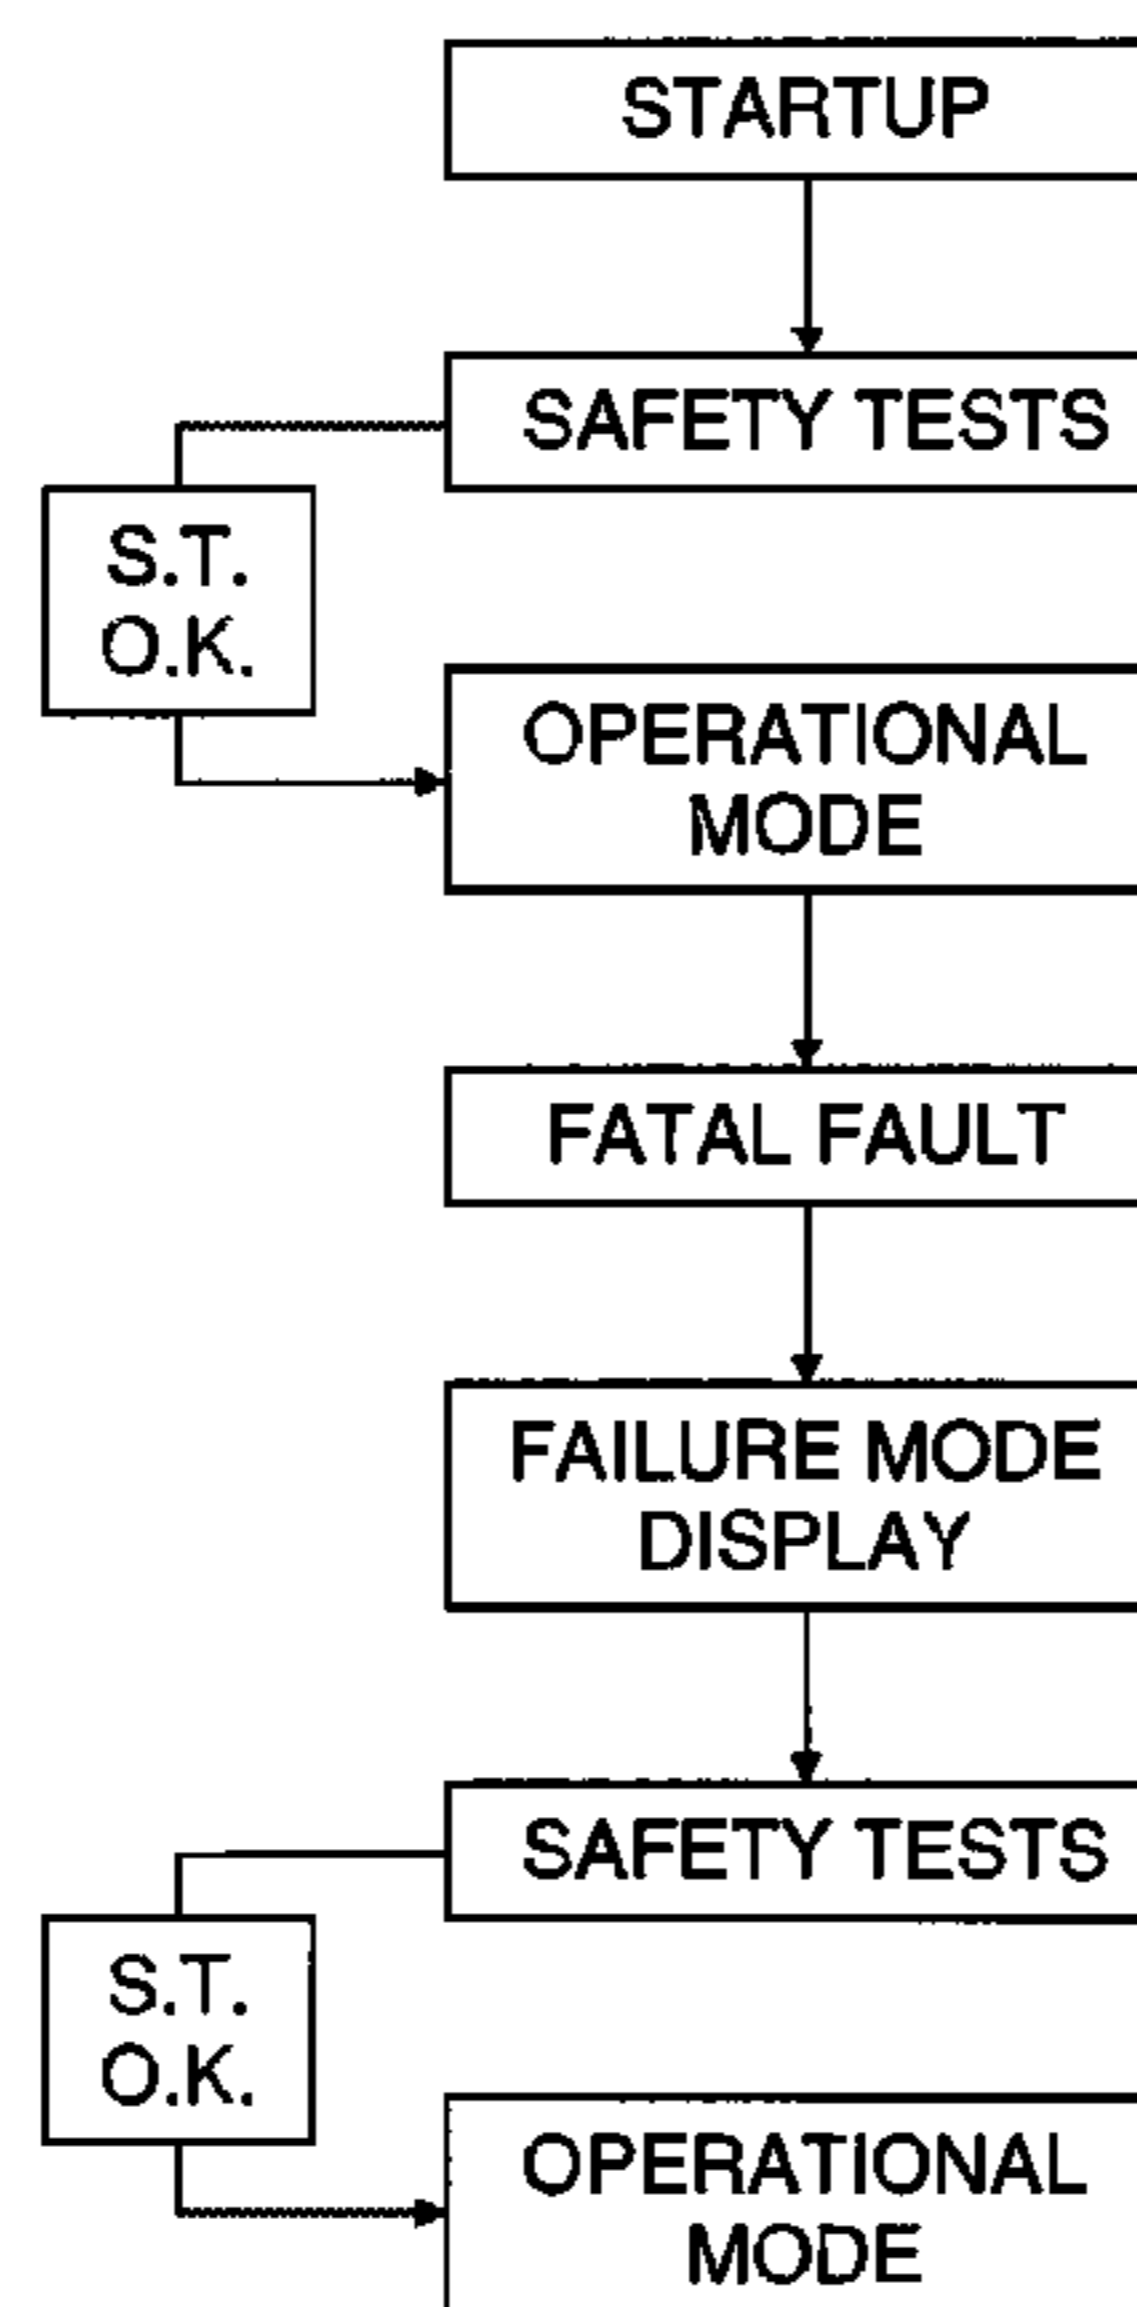 STARTUP
SAFETY TESTS
S.T.
O.K.
OPERATIONAL
MODE
FATAL FAULT
FAILURE MODE
DISPLAY
SAFETY TESTS
S.T.
O.K.
OPERATIONAL
MODE